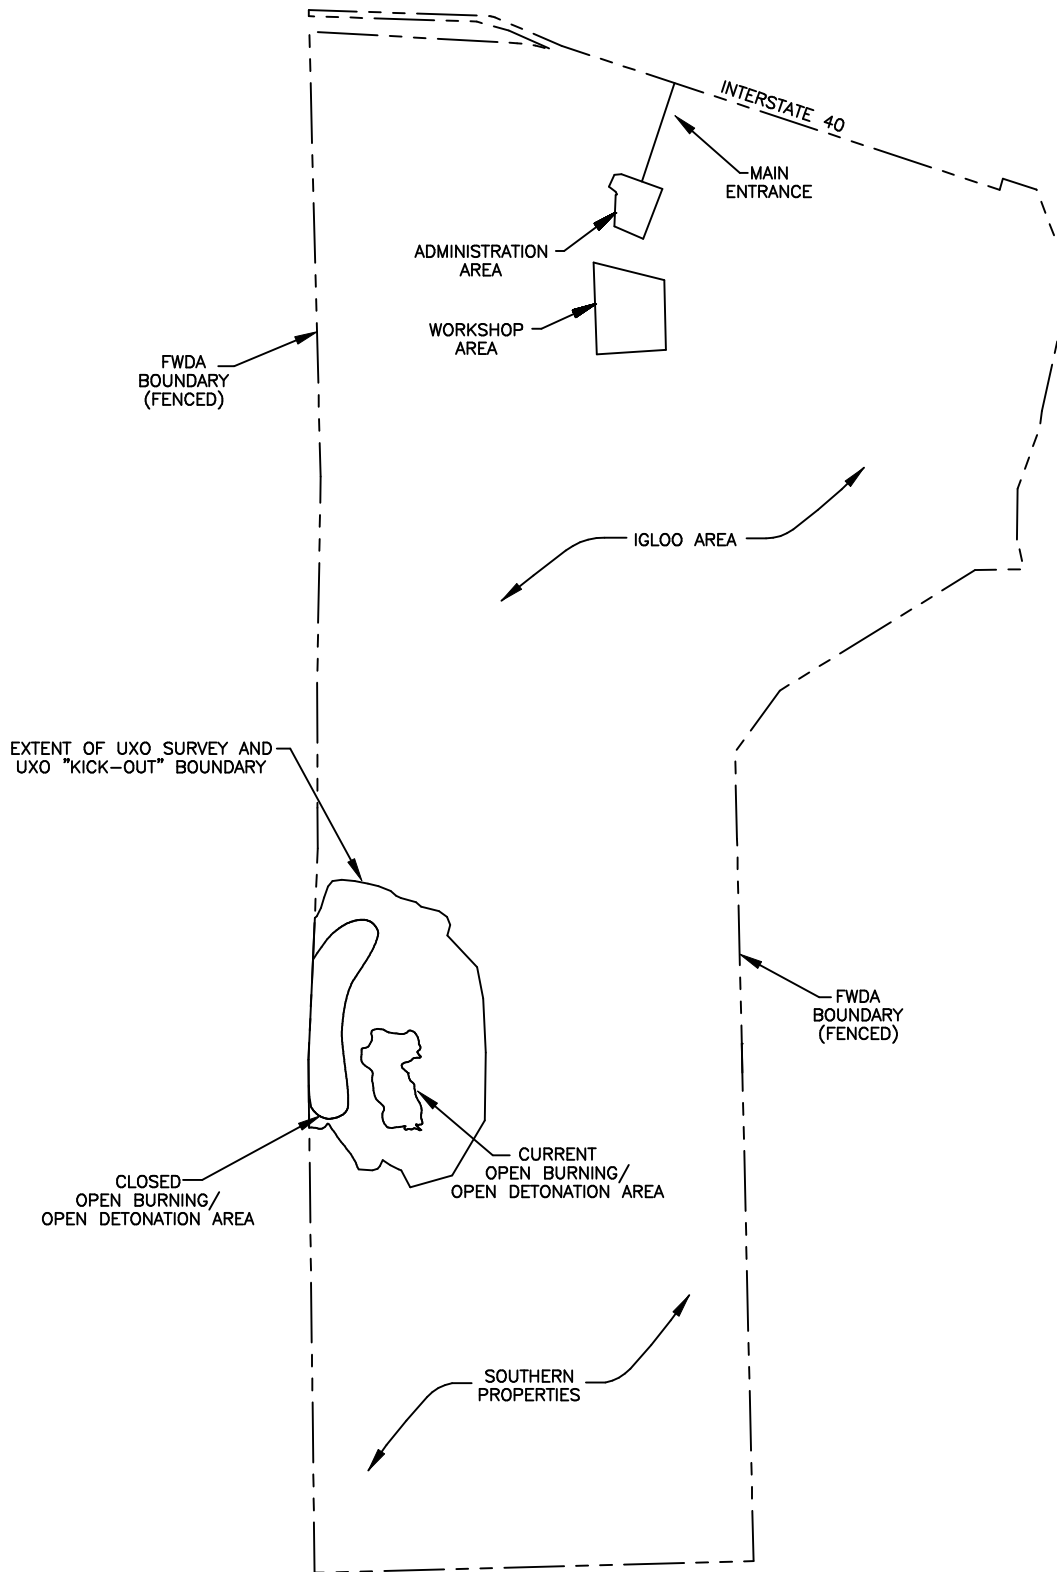 INTERSTATE 40
MAIN
ENTRANCE
ADMINISTRATION
AREA
WORKSHOP
AREA
FWDA
BOUNDARY
(FENCED)
IGLOO AREA
EXTENT OF UXO SURVEY AND
UXO "KICK-OUT" BOUNDARY
FWDA
BOUNDARY
(FENCED)
CURRENT
OPEN BURNING/
OPEN DETONATION AREA
CLOSED
OPEN BURNING/
OPEN DETONATION AREA
SOUTHERN
PROPERTIES